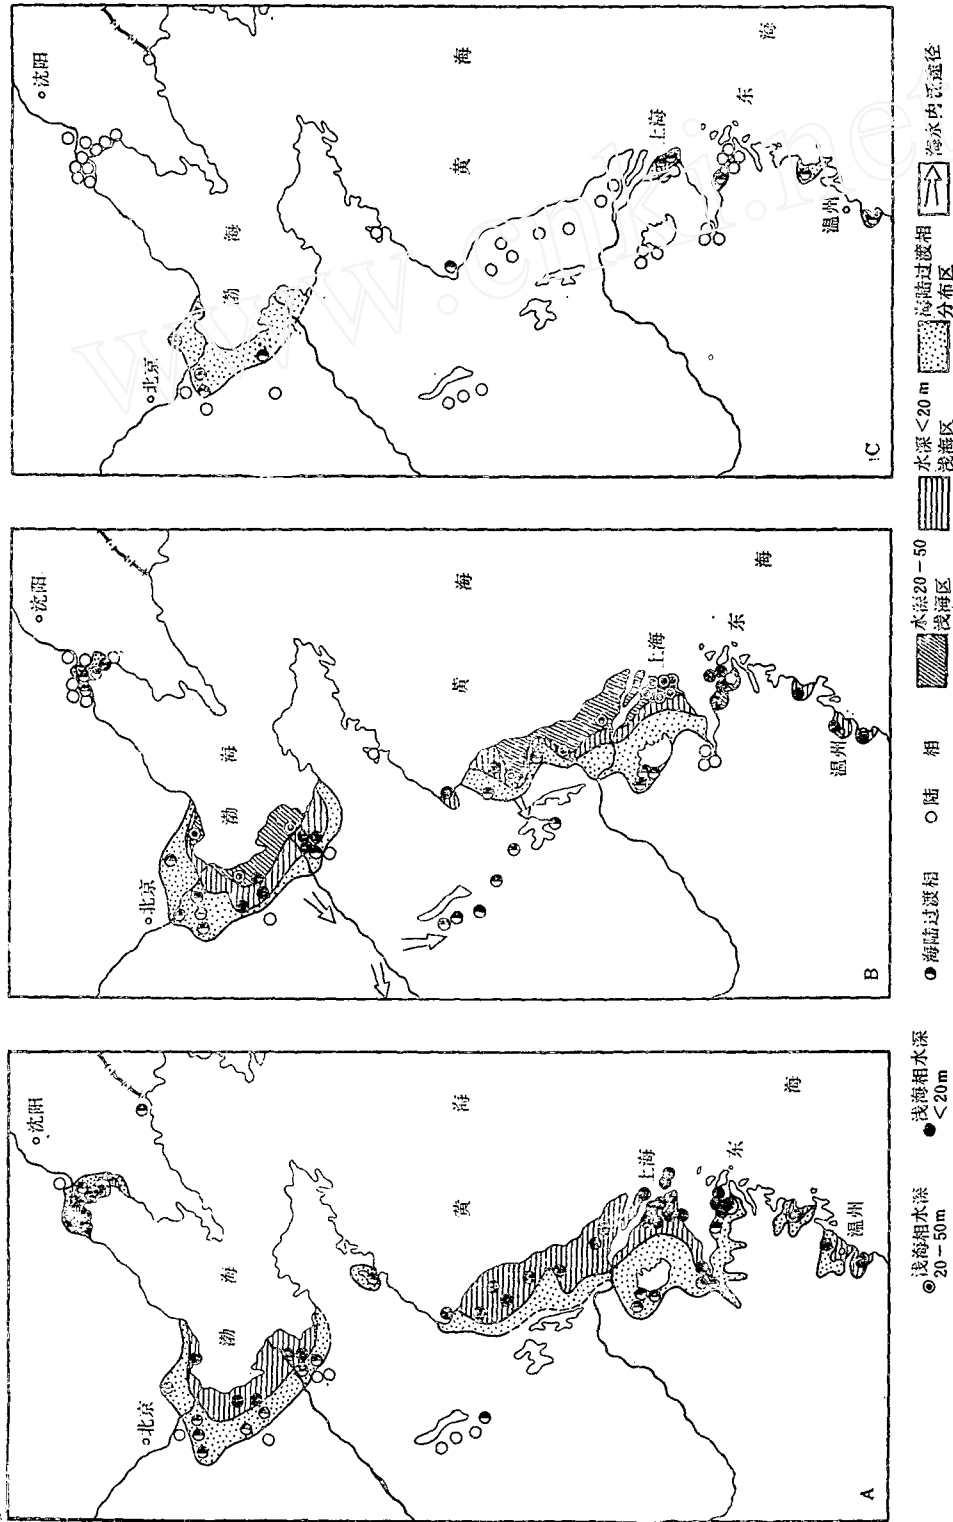 沈阳
北京
渤
海
黄
海
上海
东
海
温州
A
沈阳
北京
渤
海
黄
海
上海
东
海
温州
B
沈阳
北京
渤
海
黄
海
上海
东
海
温州
C
浅海相水深
20-50m
浅海相水深
<20m
海陆过渡相
陆 相
水深20-50
浅海区
水深<20m
浅海区
海陆过渡相
分布区
海水内侵途径
www.cnki.net